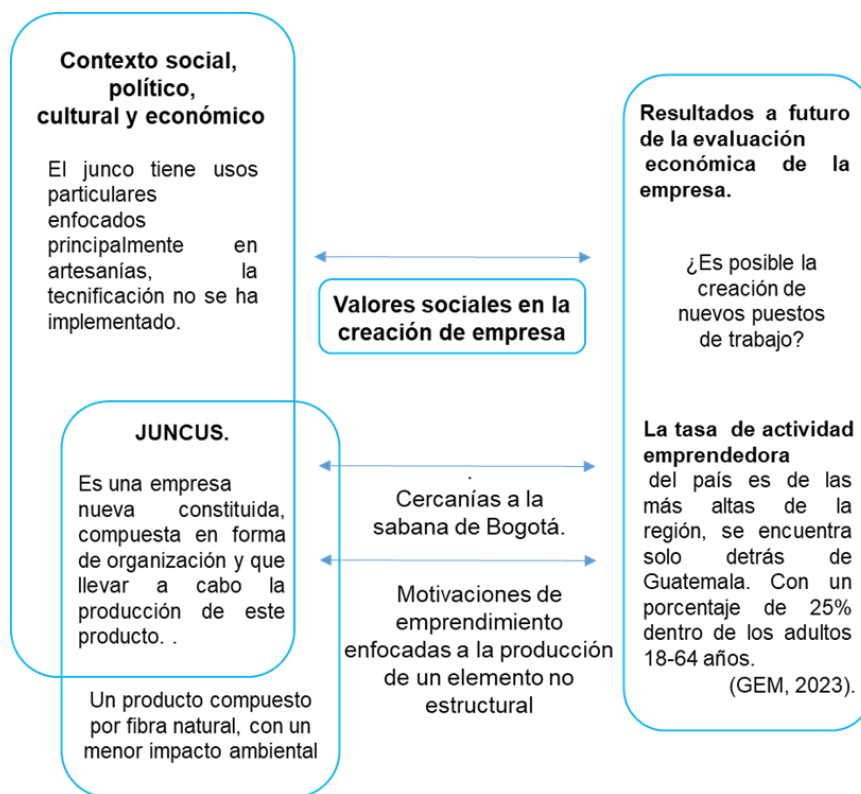 Contexto social,
político,
cultural y económico
El junco tiene usos
particulares
enfocados
principalmente en
artesanías, la
tecnificación no se ha
implementado.
JUNCUS.
Es una empresa
nueva constituida,
compuesta en forma
de organización y que
llevar a cabo la
producción de este
producto. .
Un producto compuesto
por fibra natural, con un
menor impacto ambiental
Valores sociales en la
creación de empresa
.
Cercanías a la
sabana de Bogotá.
Motivaciones de
emprendimiento
enfocadas a la producción
de un elemento no
estructural
Resultados a futuro
de la evaluación
económica de la
empresa.
¿Es posible la
creación de
nuevos puestos
de trabajo?
La tasa de actividad
emprendedora
del país es de las
más altas de la
región, se encuentra
solo detrás de
Guatemala. Con un
porcentaje de 25%
dentro de los adultos
18-64 años.
(GEM, 2023).